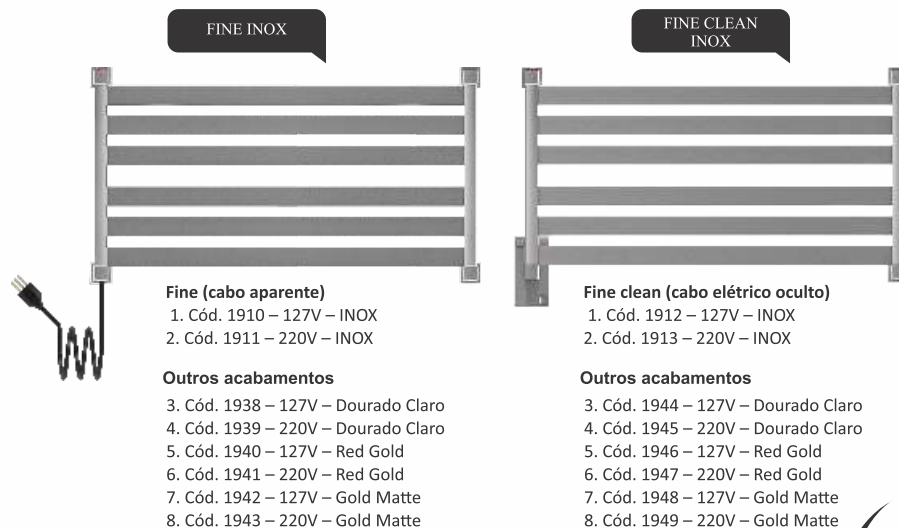 FINE INOX
Fine (cabo aparente)
1. Cód. 1910 – 127V – INOX
2. Cód. 1911 – 220V – INOX
Outros acabamentos
3. Cód. 1938 – 127V – Dourado Claro
4. Cód. 1939 – 220V – Dourado Claro
5. Cód. 1940 – 127V – Red Gold
6. Cód. 1941 – 220V – Red Gold
7. Cód. 1942 – 127V – Gold Matte
8. Cód. 1943 – 220V – Gold Matte
FINE CLEAN
INOX
Fine clean (cabo elétrico oculto)
1. Cód. 1912 – 127V – INOX
2. Cód. 1913 – 220V – INOX
Outros acabamentos
3. Cód. 1944 – 127V – Dourado Claro
4. Cód. 1945 – 220V – Dourado Claro
5. Cód. 1946 – 127V – Red Gold
6. Cód. 1947 – 220V – Red Gold
7. Cód. 1948 – 127V – Gold Matte
8. Cód. 1949 – 220V – Gold Matte